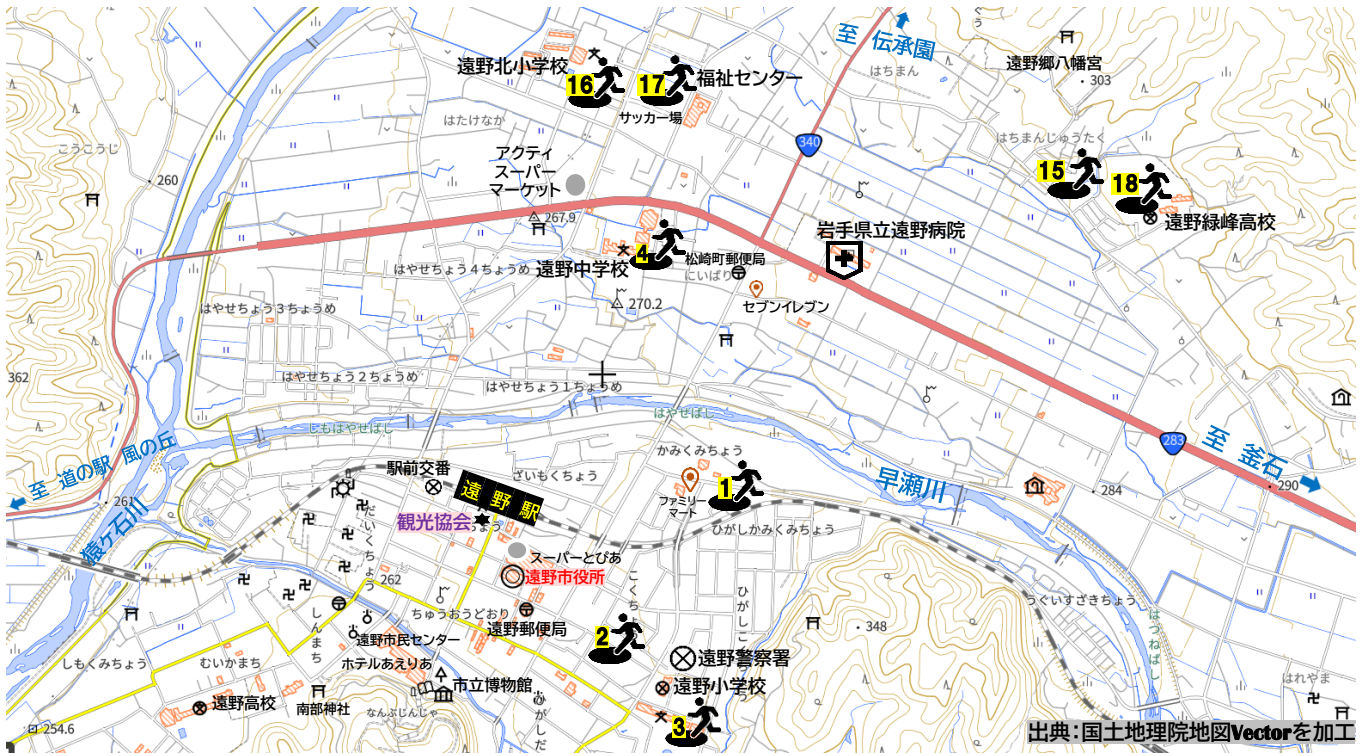 至 伝承園
遠野郷八幡宮
303
はちまん
遠野北小学校
16
17
福祉センター
サッカー場
はたけなか
340
はちまんじゅうたく
こうこうじ
260
アクティ
スーパー
マーケット
15
18
遠野緑峰高校
267.9
岩手県立遠野病院
4
遠野中学校
松崎町郵便局
にいばり
はやせちょう4ちょうめ
セブンイレブン
270.2
はやせちょう3ちょうめ
362
はやせちょう2ちょうめ
はやせちょう1ちょうめ
はやせばし
しもはやせばし
283
至 釜石
290
至 道の駅 風の丘
かみくみちょう
駅前交番
ざいもくちょう
早瀬川
284
遠野駅
1
ファミリー
マート
261
観光協会
ひがしかみくみちょう
猿ヶ石川
だいくちょう
スーパーとぴあ
遠野市役所
262
こくちょ
ひがしこ
うぐいすざきちょう
はつねばし
ちゅうおうどおり
しんまち
遠野郵便局
2
348
遠野市民センター
しもくみちょう
むいかまち
ホテルあえりあ
遠野警察署
遠野小学校
市立博物館
はれやま
遠野高校
南部神社
なんぶじんじゃ
ひがしだ
3
254.6
出典：国土地理院地図Vectorを加工